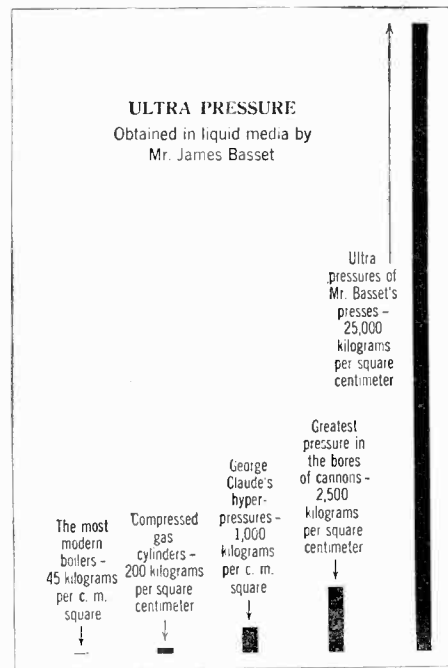 ULTRA PRESSURE
Obtained in liquid media by
Mr. James Basset
Ultra
pressures of
Mr. Basset's
presses –
25,000
kilograms
per square
centimeter
Greatest
pressure in
the bores
of cannons –
2,500
kilograms
per square
centimeter
George
Claude's
hyper-
pressures –
1,000
kilograms
per c. m.
square
Compressed
gas
cylinders –
200 kilograms
per square
centimeter
The most
modern
boilers –
45 kilograms
per c. m.
square